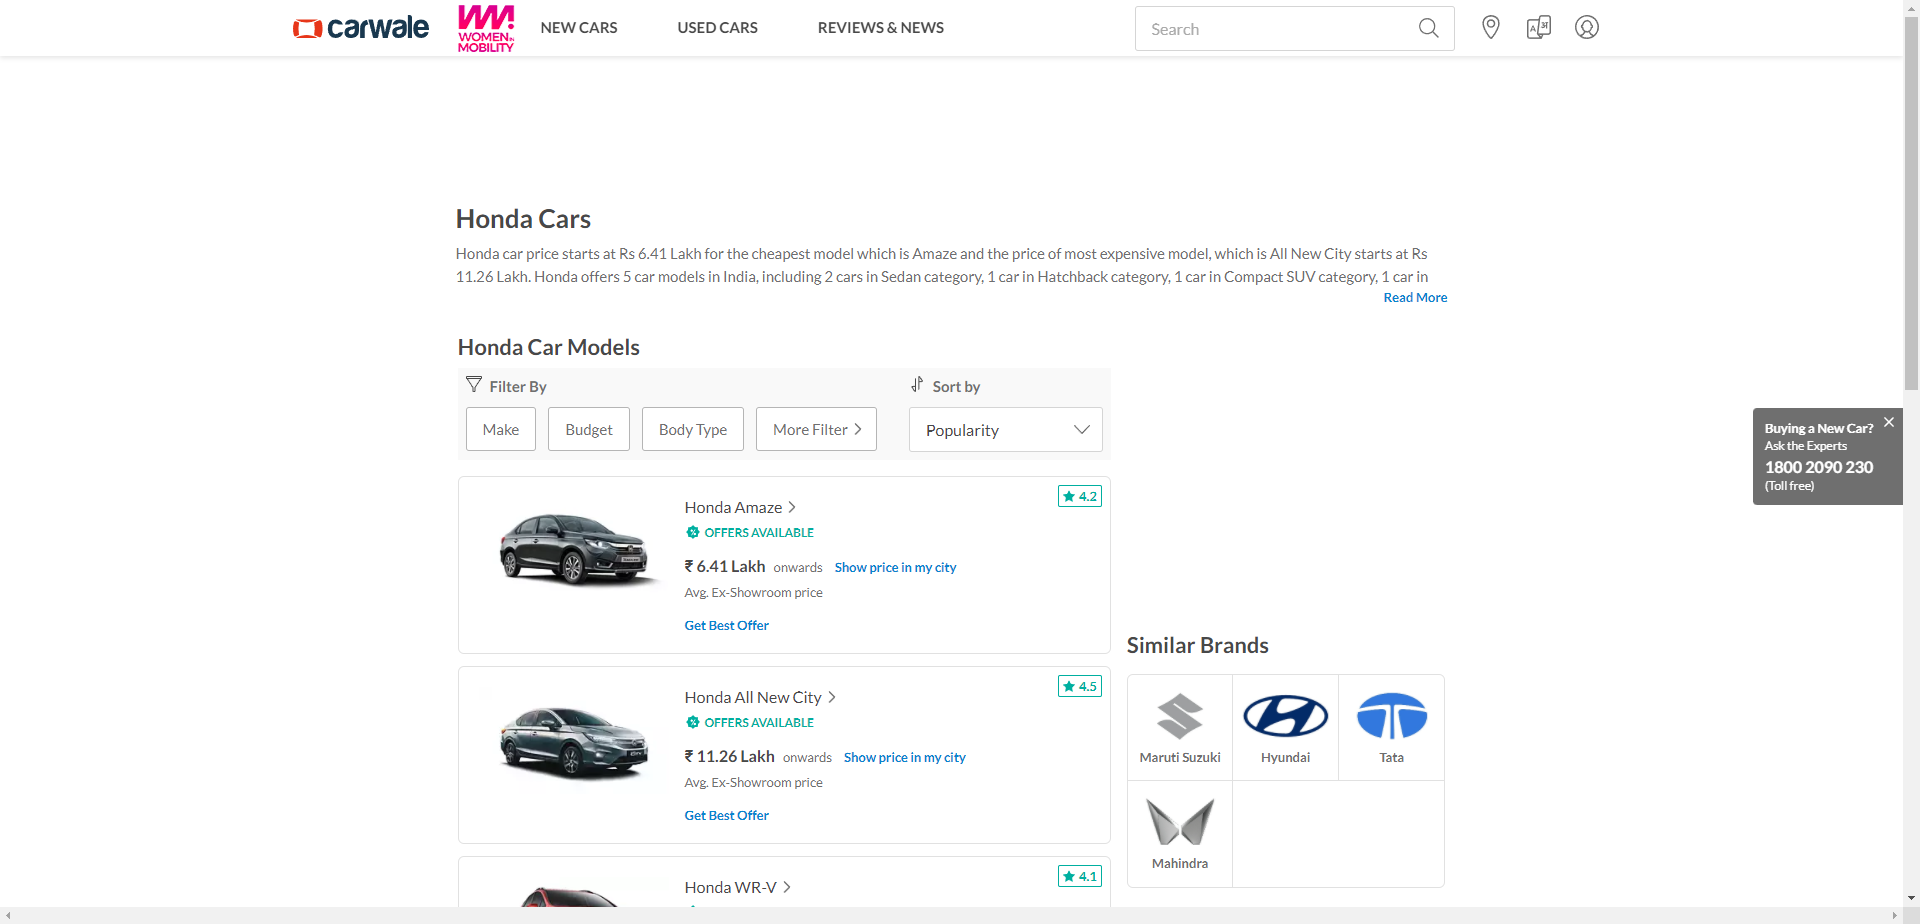 carwale
WM!
WOMEN IN
MOBILITY
NEW CARS
USED CARS
REVIEWS & NEWS
Search
Honda Cars
Honda car price starts at Rs 6.41 Lakh for the cheapest model which is Amaze and the price of most expensive model, which is All New City starts at Rs
11.26 Lakh. Honda offers 5 car models in India, including 2 cars in Sedan category, 1 car in Hatchback category, 1 car in Compact SUV category, 1 car in
Read More
Honda Car Models
Filter By
Sort by
Make
Budget
Body Type
More Filter
Popularity
Buying a New Car?
Ask the Experts
1800 2090 230
(Toll free)
Honda Amaze
4.2
OFFERS AVAILABLE
₹ 6.41 Lakh onwards Show price in my city
Avg. Ex-Showroom price
Get Best Offer
Honda All New City
4.5
OFFERS AVAILABLE
₹ 11.26 Lakh onwards Show price in my city
Avg. Ex-Showroom price
Get Best Offer
Honda WR-V
4.1
Similar Brands
Maruti Suzuki
Hyundai
Tata
Mahindra